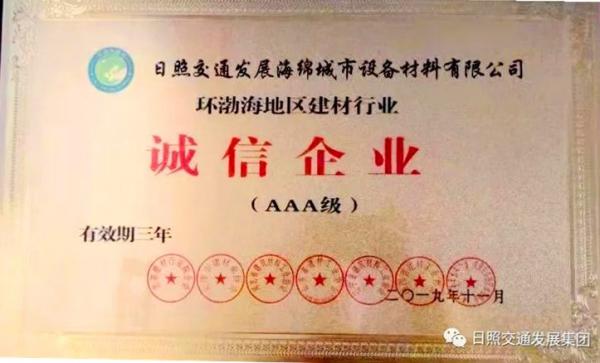 日照交通发展海绵城市设备材料有限公司
环渤海地区建材行业
诚信企业
(AAA级)
有效期三年
二〇一九年十一月
日照交通发展集团